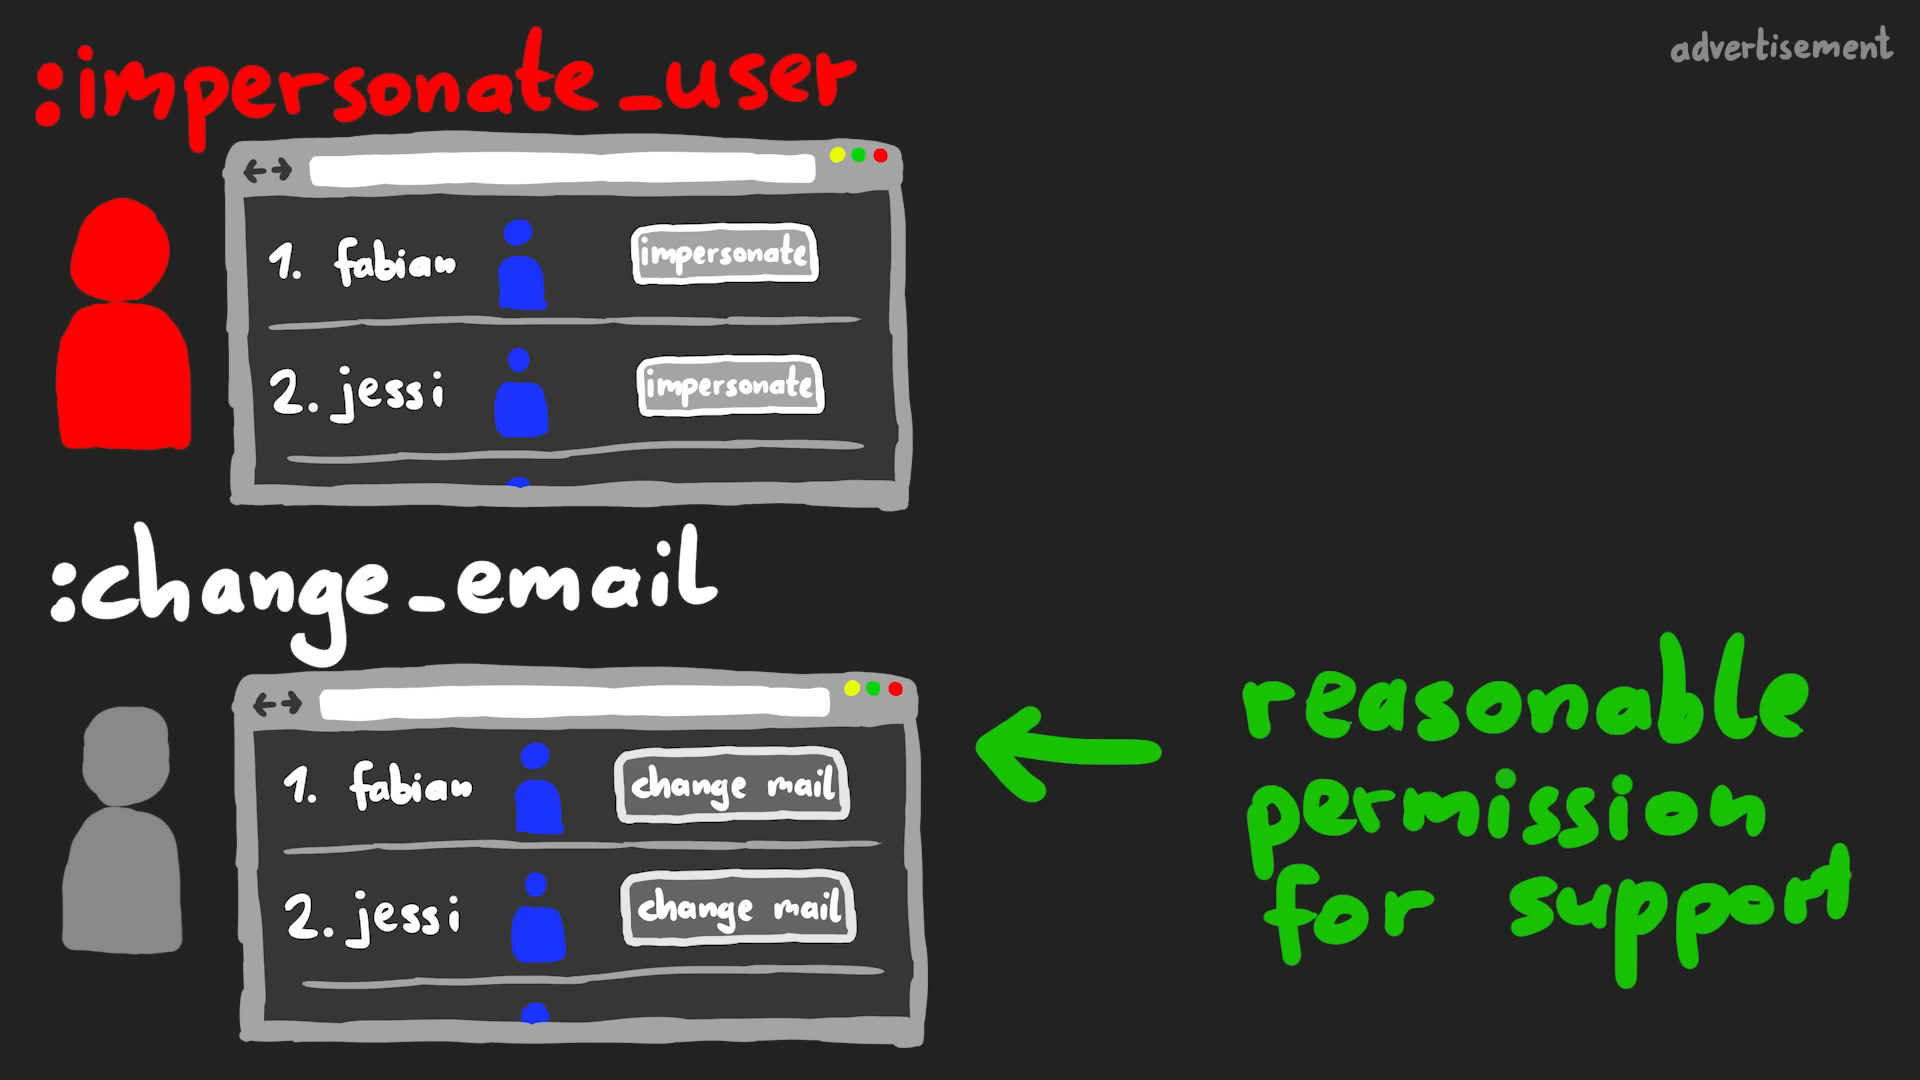 :impersonate_user
advertisement
1. fabian
impersonate
2. jessi
impersonate
:change_email
1. fabian
change mail
2. jessi
change mail
reasonable
permission
for support